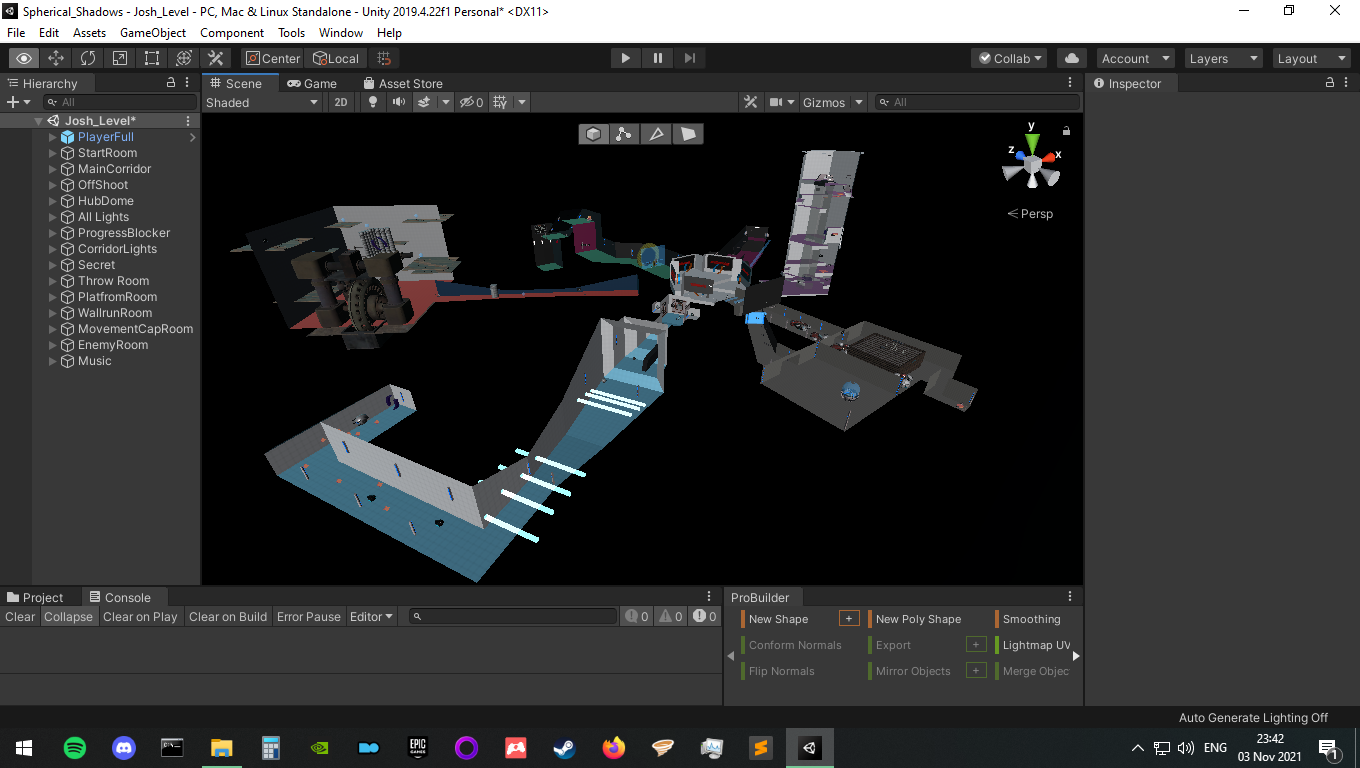 Spherical_Shadows - Josh_Level - PC, Mac & Linux Standalone - Unity 2019.4.22f1 Personal* <DX11>
File Edit Assets GameObject Component Tools Window Help
Center Local Collab Account Layers Layout
Hierarchy Scene Game Asset Store Inspector
All Shaded 2D 0 Gizmos All
Josh_Level*
PlayerFull
StartRoom
MainCorridor
OffShoot
HubDome
All Lights
ProgressBlocker
CorridorLights
Secret
Throw Room
PlatfromRoom
WallrunRoom
MovementCapRoom
EnemyRoom
Music
y
z x
Persp
Project Console ProBuilder
Clear Collapse Clear on Play Clear on Build Error Pause Editor 0 0 0
New Shape + New Poly Shape Smoothing
Conform Normals Export + Lightmap UV
Flip Normals Mirror Objects + Merge Objec
Auto Generate Lighting Off
EPIC GAMES ENG 23:42
03 Nov 2021 1